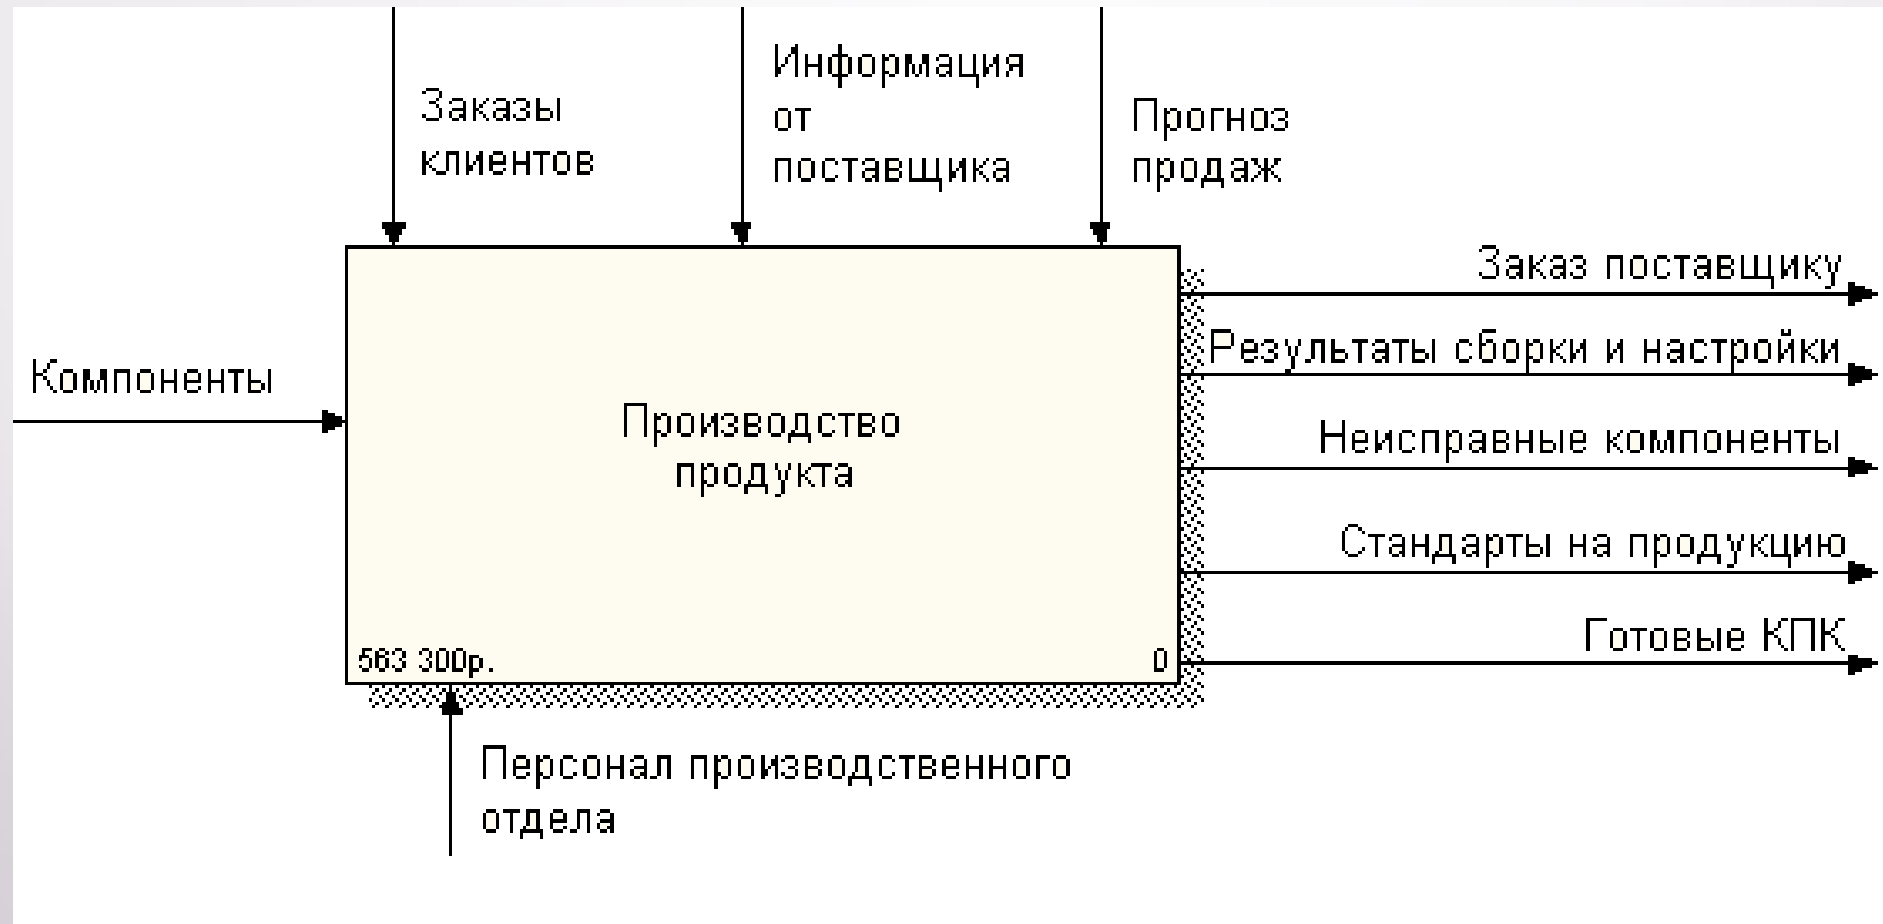 Заказы
клиентов
Информация
от
поставщика
Прогноз
продаж
Заказ поставщику
Результаты сборки и настройки
Компоненты
Производство
продукта
Неисправные компоненты
Стандарты на продукцию
Готовые КПК
563 300р.
0
Персонал производственного
отдела